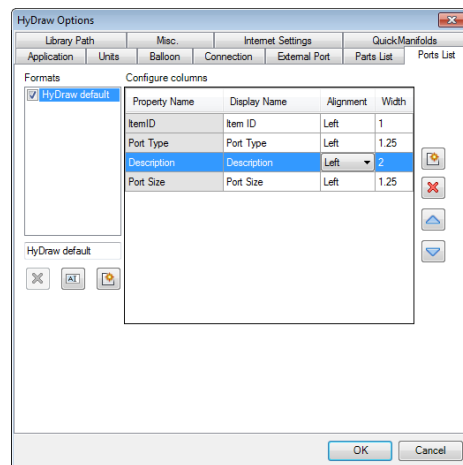 HyDraw Options
Library Path Misc. Internet Settings QuickManifolds
Application Units Balloon Connection External Port Parts List Ports List
Formats Configure columns
HyDraw default
Property Name Display Name Alignment Width
ItemID Item ID Left 1
Port Type Port Type Left 1.25
Description Description Left 2
Port Size Port Size Left 1.25
HyDraw default
AI
OK Cancel